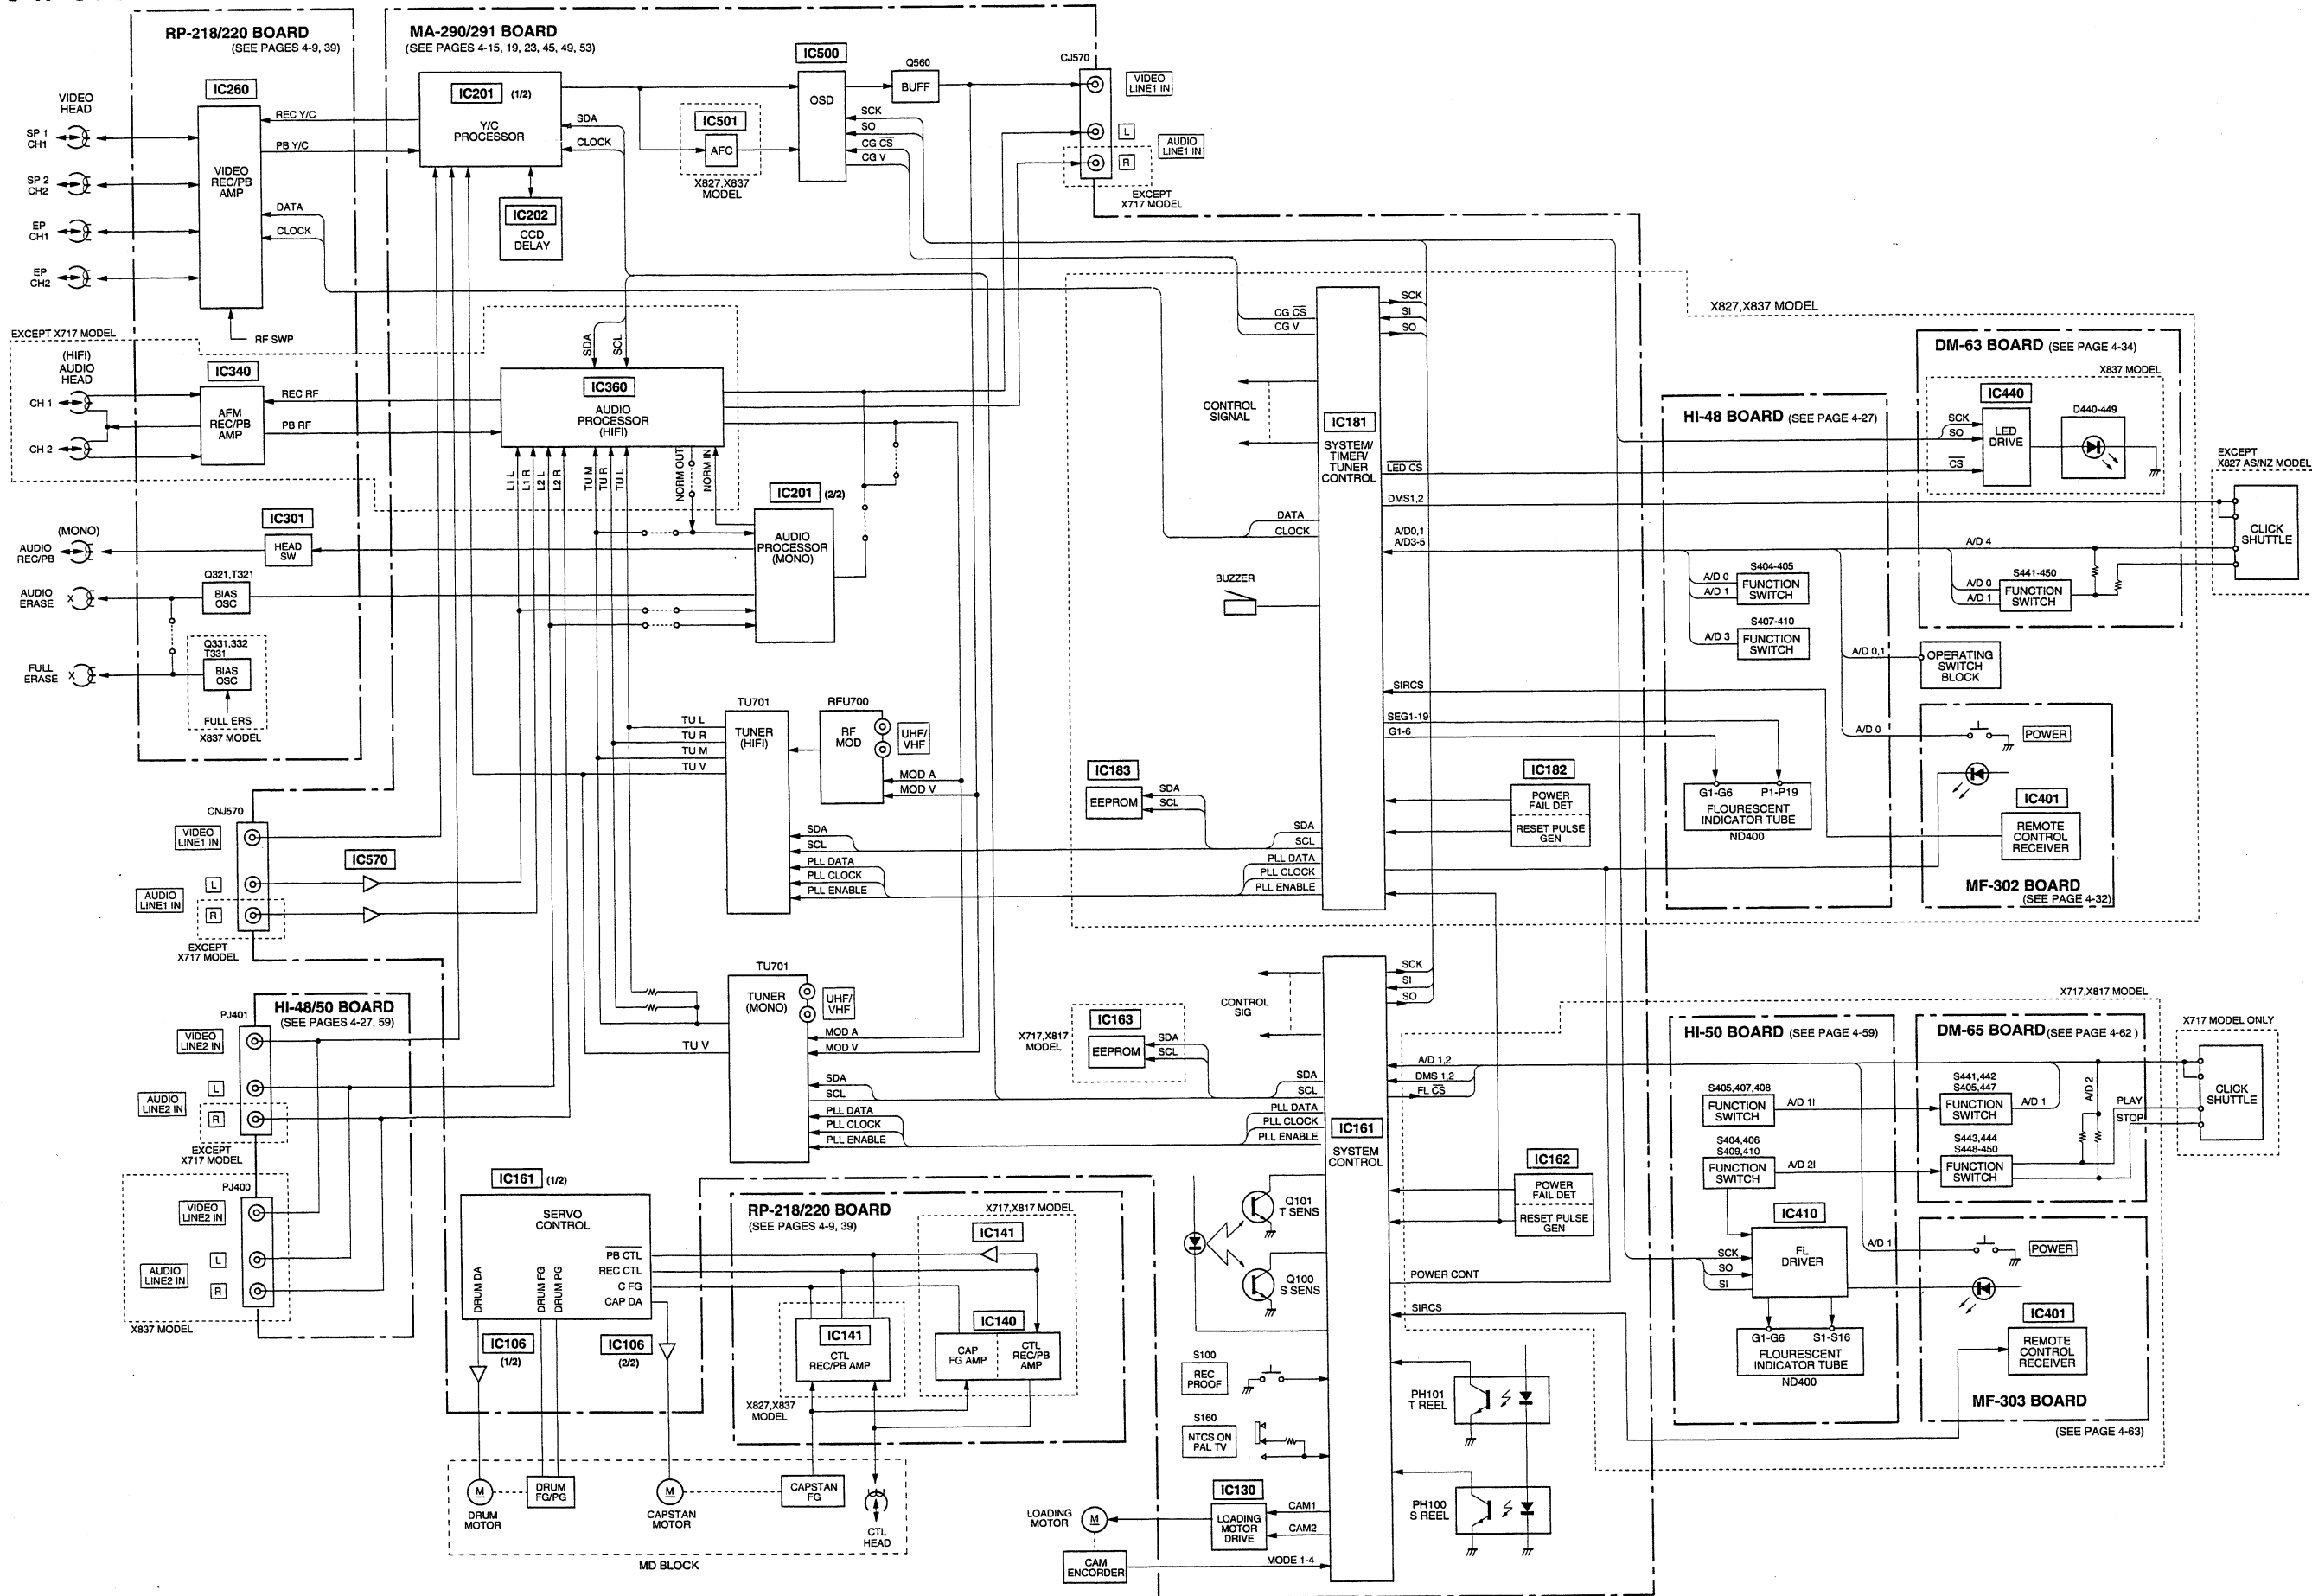 RP-218/220 BOARD
(SEE PAGES 4-9, 39)
VIDEO
HEAD
SP 1
CH1
SP 2
CH2
EP
CH1
EP
CH2
IC260
VIDEO
REC/PB
AMP
REC Y/C
PB Y/C
DATA
CLOCK
RF SWP
EXCEPT X717 MODEL
(HIFI)
AUDIO
HEAD
CH 1
CH 2
IC340
AFM
REC/PB
AMP
REC RF
PB RF
(MONO)
AUDIO
REC/PB
IC301
HEAD
SW
AUDIO
ERASE
Q321,T321
BIAS
OSC
FULL
ERASE
Q331,332
T331
BIAS
OSC
FULL ERS
X837 MODEL
MA-290/291 BOARD
(SEE PAGES 4-15, 19, 23, 45, 49, 53)
IC201 (1/2)
Y/C
PROCESSOR
SDA
CLOCK
IC202
CCD
DELAY
IC501
AFC
X827,X837
MODEL
IC500
OSD
SCK
SO
CG CS
CG V
Q560
BUFF
CJ570
VIDEO
LINE1 IN
L
AUDIO
LINE1 IN
R
EXCEPT
X717 MODEL
SDA
SCL
IC360
AUDIO
PROCESSOR
(HIFI)
L1 L
L1 R
L2 L
L2 R
TU M
TU R
TU L
NORM OUT
NORM IN
IC201 (2/2)
AUDIO
PROCESSOR
(MONO)
TU701
TUNER
(HIFI)
TU L
TU R
TU M
TU V
RFU700
RF
MOD
UHF/
VHF
MOD A
MOD V
SDA
SCL
PLL DATA
PLL CLOCK
PLL ENABLE
CNJ570
VIDEO
LINE1 IN
IC570
L
AUDIO
LINE1 IN
R
EXCEPT
X717 MODEL
TU701
TUNER
(MONO)
UHF/
VHF
MOD A
MOD V
TU V
SDA
SCL
PLL DATA
PLL CLOCK
PLL ENABLE
HI-48/50 BOARD
(SEE PAGES 4-27, 59)
PJ401
VIDEO
LINE2 IN
L
AUDIO
LINE2 IN
R
EXCEPT
X717 MODEL
PJ400
VIDEO
LINE2 IN
L
AUDIO
LINE2 IN
R
X837 MODEL
IC161 (1/2)
SERVO
CONTROL
PB CTL
REC CTL
C FG
CAP DA
DRUM DA
DRUM FG
DRUM PG
IC106
(1/2)
IC106
(2/2)
RP-218/220 BOARD
(SEE PAGES 4-9, 39)
X717,X817 MODEL
IC141
IC141
CTL
REC/PB AMP
X827,X837
MODEL
IC140
CAP
FG AMP
CTL
REC/PB
AMP
M
DRUM
MOTOR
DRUM
FG/PG
M
CAPSTAN
MOTOR
CAPSTAN
FG
CTL
HEAD
MD BLOCK
X827,X837 MODEL
CG CS
CG V
SCK
SI
SO
CONTROL
SIGNAL
IC181
SYSTEM/
TIMER/
TUNER
CONTROL
DATA
CLOCK
BUZZER
LED CS
DMS1,2
A/D0,1
A/D3-5
SIRCS
SEG1-19
G1-6
IC183
EEPROM
SDA
SCL
SDA
SCL
PLL DATA
PLL CLOCK
PLL ENABLE
IC182
POWER
FAIL DET
RESET PULSE
GEN
HI-48 BOARD (SEE PAGE 4-27)
S404-405
A/D 0
A/D 1
FUNCTION
SWITCH
S407-410
A/D 3
FUNCTION
SWITCH
G1-G6
P1-P19
FLOURESCENT
INDICATOR TUBE
ND400
DM-63 BOARD (SEE PAGE 4-34)
X837 MODEL
IC440
SCK
SO
CS
LED
DRIVE
D440-449
A/D 4
S441-450
A/D 0
A/D 1
FUNCTION
SWITCH
EXCEPT
X827 AS/NZ MODEL
CLICK
SHUTTLE
A/D 0,1
OPERATING
SWITCH
BLOCK
A/D 0
POWER
IC401
REMOTE
CONTROL
RECEIVER
MF-302 BOARD
(SEE PAGE 4-32)
CONTROL
SIG
SCK
SI
SO
X717,X817
MODEL
IC163
EEPROM
SDA
SCL
SDA
SCL
PLL DATA
PLL CLOCK
PLL ENABLE
IC161
SYSTEM
CONTROL
A/D 1,2
DMS 1,2
FL CS
Q101
T SENS
Q100
S SENS
IC162
POWER
FAIL DET
RESET PULSE
GEN
POWER CONT
SIRCS
S100
REC
PROOF
S160
NTCS ON
PAL TV
PH101
T REEL
PH100
S REEL
IC130
LOADING
MOTOR
DRIVE
LOADING
MOTOR
M
CAM1
CAM2
CAM
ENCORDER
MODE 1-4
X717,X817 MODEL
HI-50 BOARD (SEE PAGE 4-59)
S405,407,408
FUNCTION
SWITCH
A/D 1I
S404,406
S409,410
FUNCTION
SWITCH
A/D 2I
IC410
FL
DRIVER
SCK
SO
SI
G1-G6
S1-S16
FLOURESCENT
INDICATOR TUBE
ND400
DM-65 BOARD (SEE PAGE 4-62 )
S441,442
S405,447
FUNCTION
SWITCH
A/D 1
A/D 2
S443,444
S448-450
FUNCTION
SWITCH
PLAY
STOP
X717 MODEL ONLY
CLICK
SHUTTLE
A/D 1
POWER
IC401
REMOTE
CONTROL
RECEIVER
MF-303 BOARD
(SEE PAGE 4-63)